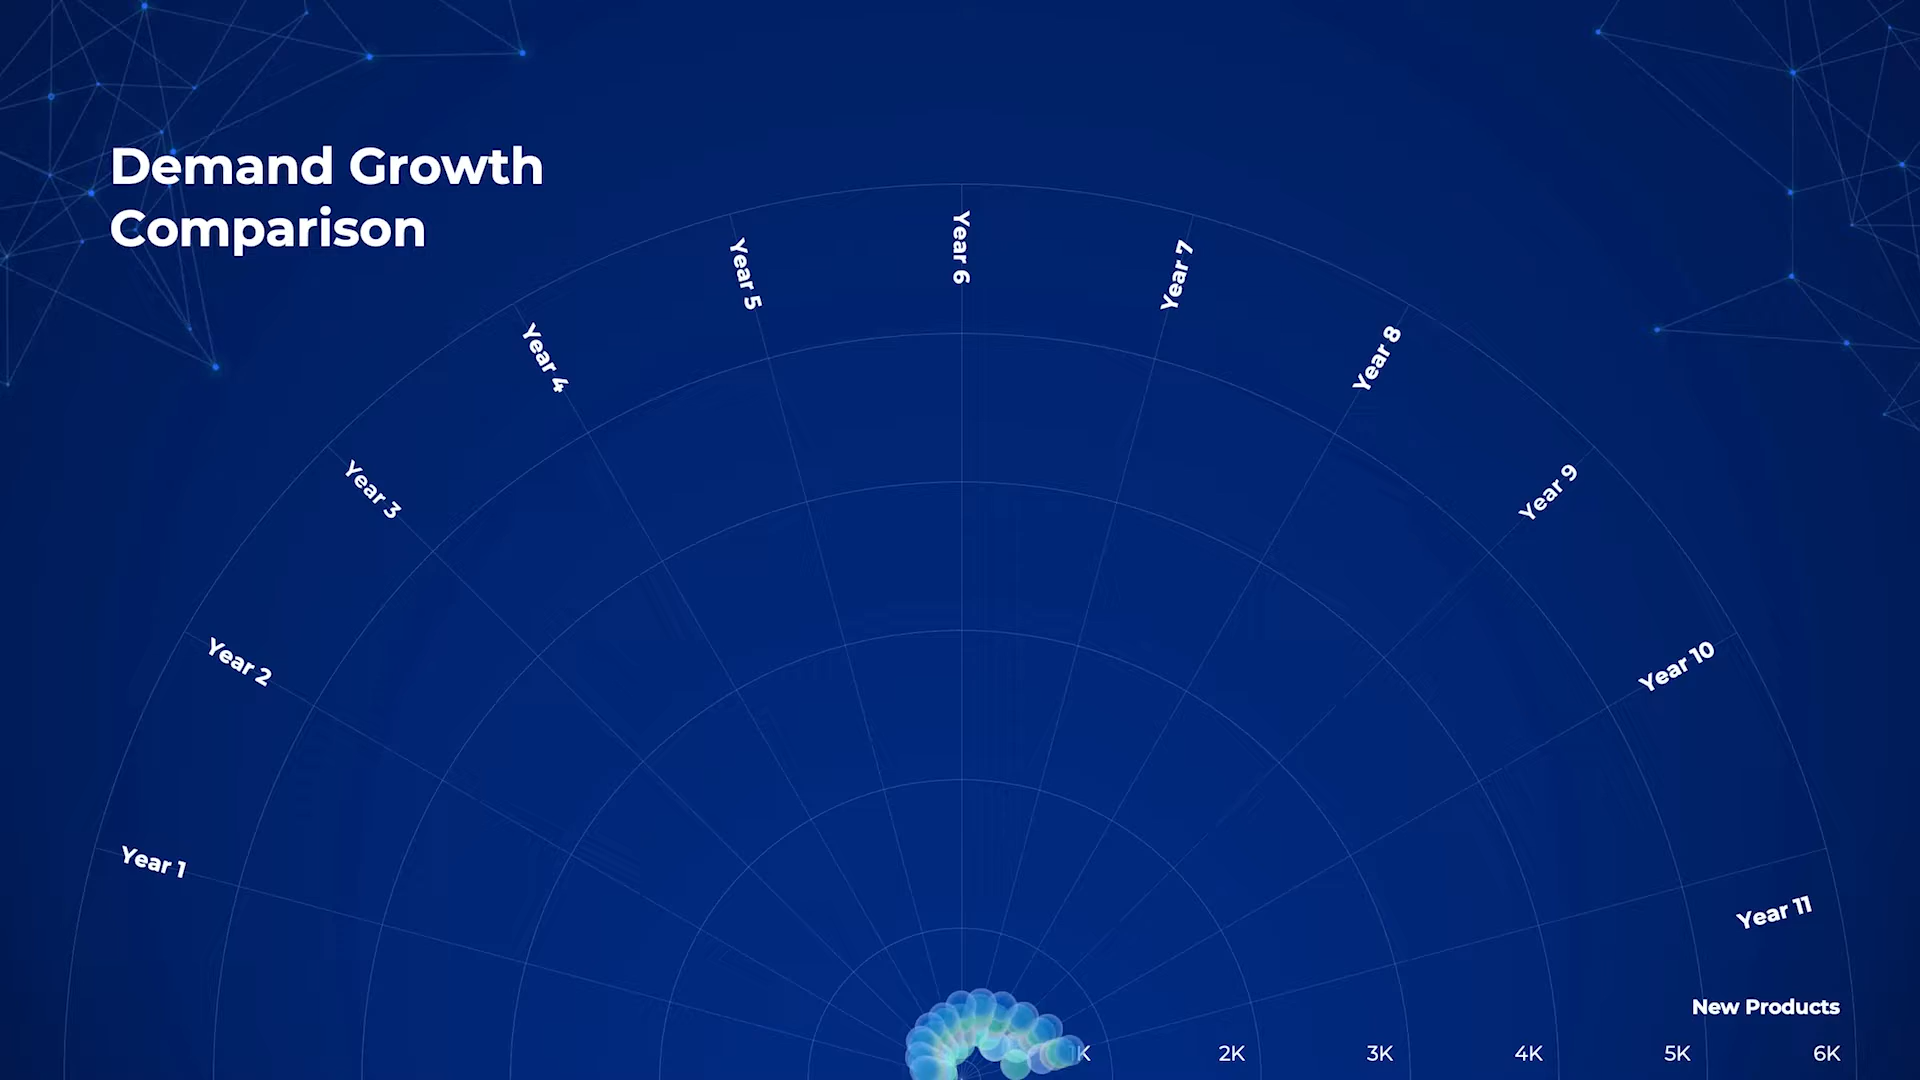 Demand Growth
Comparison
Year 1
Year 2
Year 3
Year 4
Year 5
Year 6
Year 7
Year 8
Year 9
Year 10
Year 11
New Products
1K 2K 3K 4K 5K 6K